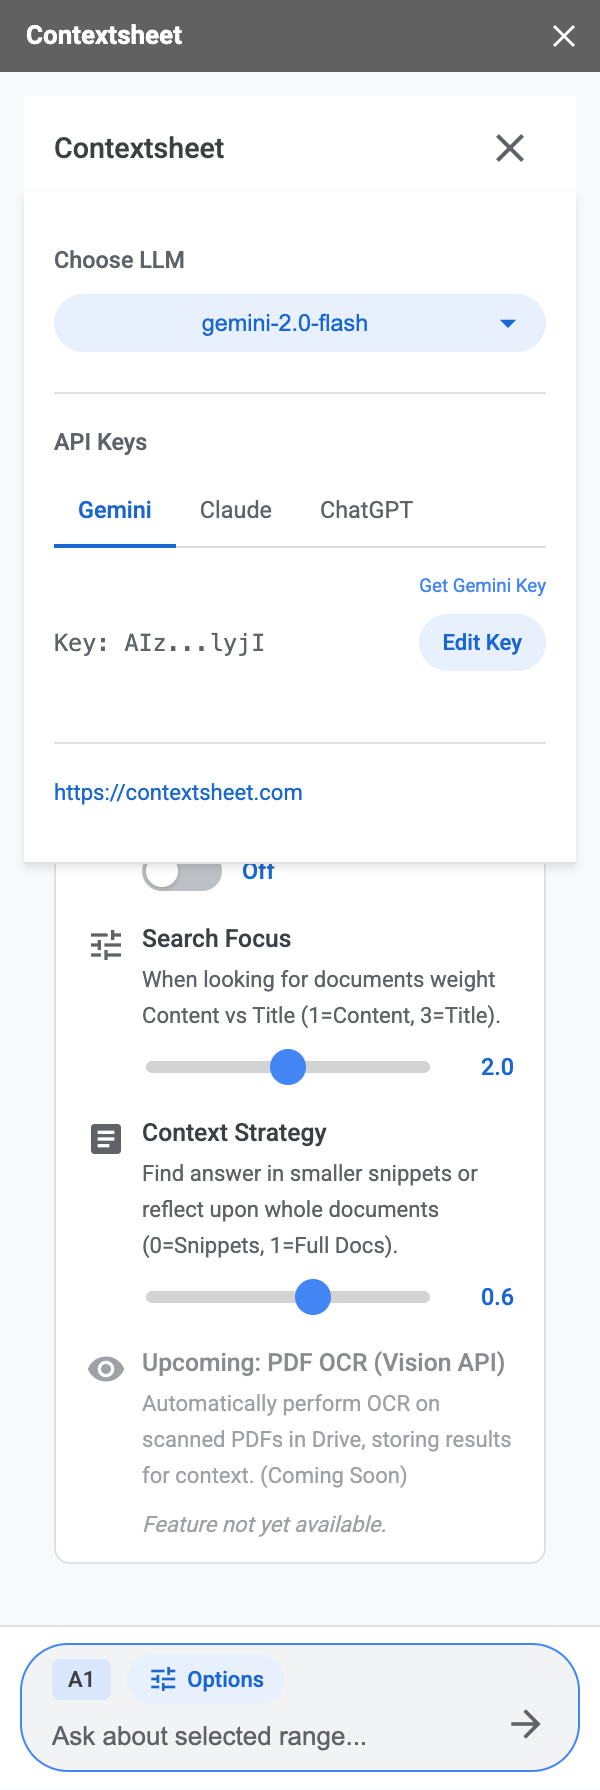 Contextsheet
Contextsheet
Choose LLM
gemini-2.0-flash
API Keys
Gemini Claude ChatGPT
Get Gemini Key
Key: AIz...lyjI
Edit Key
https://contextsheet.com
Off
Search Focus
When looking for documents weight
Content vs Title (1=Content, 3=Title).
2.0
Context Strategy
Find answer in smaller snippets or
reflect upon whole documents
(0=Snippets, 1=Full Docs).
0.6
Upcoming: PDF OCR (Vision API)
Automatically perform OCR on
scanned PDFs in Drive, storing results
for context. (Coming Soon)
Feature not yet available.
A1 Options
Ask about selected range...